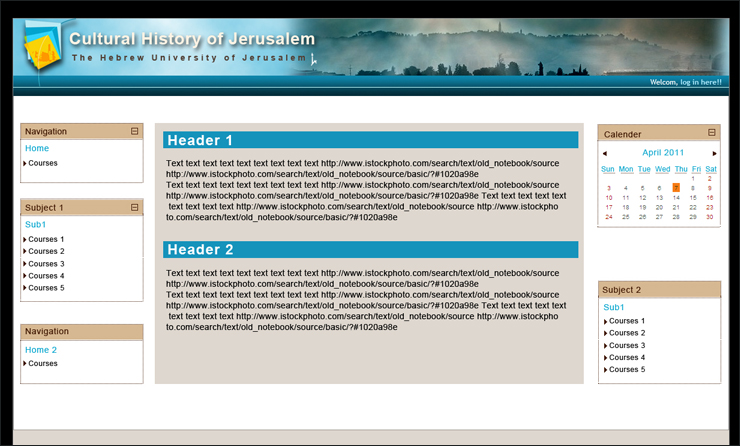 Cultural History of Jerusalem
The Hebrew University of Jerusalem
Welcom, log in here!!
Navigation
Home
Courses
Subject 1
Sub1
Courses 1
Courses 2
Courses 3
Courses 4
Courses 5
Navigation
Home 2
Courses
Header 1
Text text text text text text text text text http://www.istockphoto.com/search/text/old_notebook/source
http://www.istockphoto.com/search/text/old_notebook/source/basic/?#1020a98e
Text text text text text text text text text http://www.istockphoto.com/search/text/old_notebook/source
http://www.istockphoto.com/search/text/old_notebook/source/basic/?#1020a98e Text text text text text
text text text text text http://www.istockphoto.com/search/text/old_notebook/source http://www.istockpho
to.com/search/text/old_notebook/source/basic/?#1020a98e
Header 2
Text text text text text text text text text http://www.istockphoto.com/search/text/old_notebook/source
http://www.istockphoto.com/search/text/old_notebook/source/basic/?#1020a98e
Text text text text text text text text text http://www.istockphoto.com/search/text/old_notebook/source
http://www.istockphoto.com/search/text/old_notebook/source/basic/?#1020a98e Text text text text text
text text text text text http://www.istockphoto.com/search/text/old_notebook/source http://www.istockpho
to.com/search/text/old_notebook/source/basic/?#1020a98e
Calender
April 2011
Sun Mon Tue Wed Thu Fri Sat
1 2
3 4 5 6 7 8 9
10 11 12 13 14 15 16
17 18 19 20 21 22 23
24 25 26 27 28 29 30
Subject 2
Sub1
Courses 1
Courses 2
Courses 3
Courses 4
Courses 5